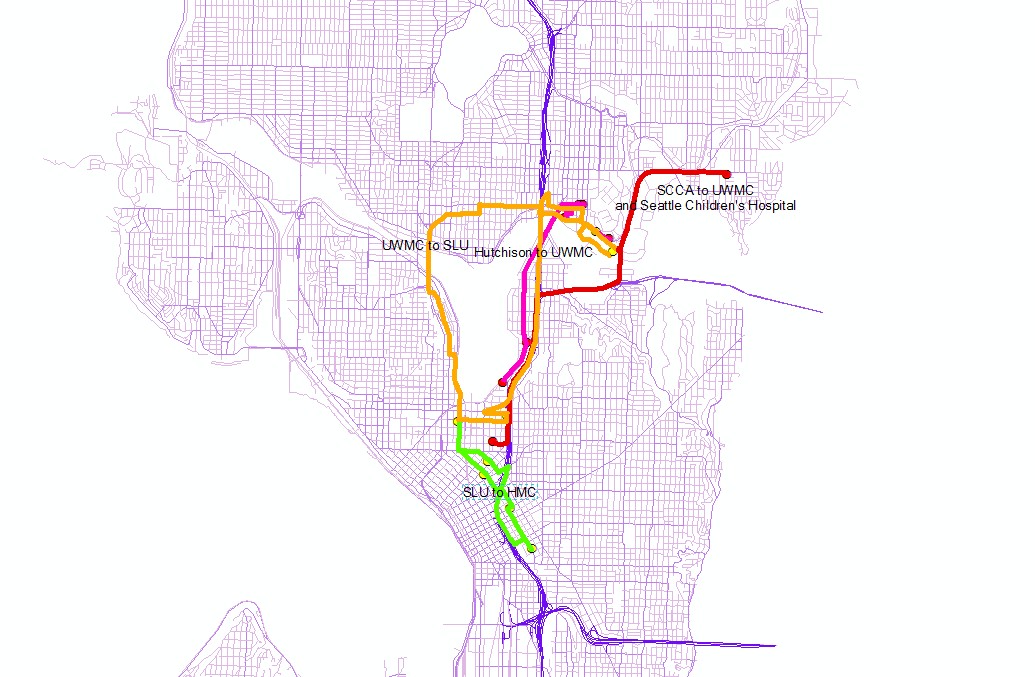 SCCA to UWMC
and Seattle Children's Hospital
UWMC to SLU
Hutchison to UWMC
SLU to HMC